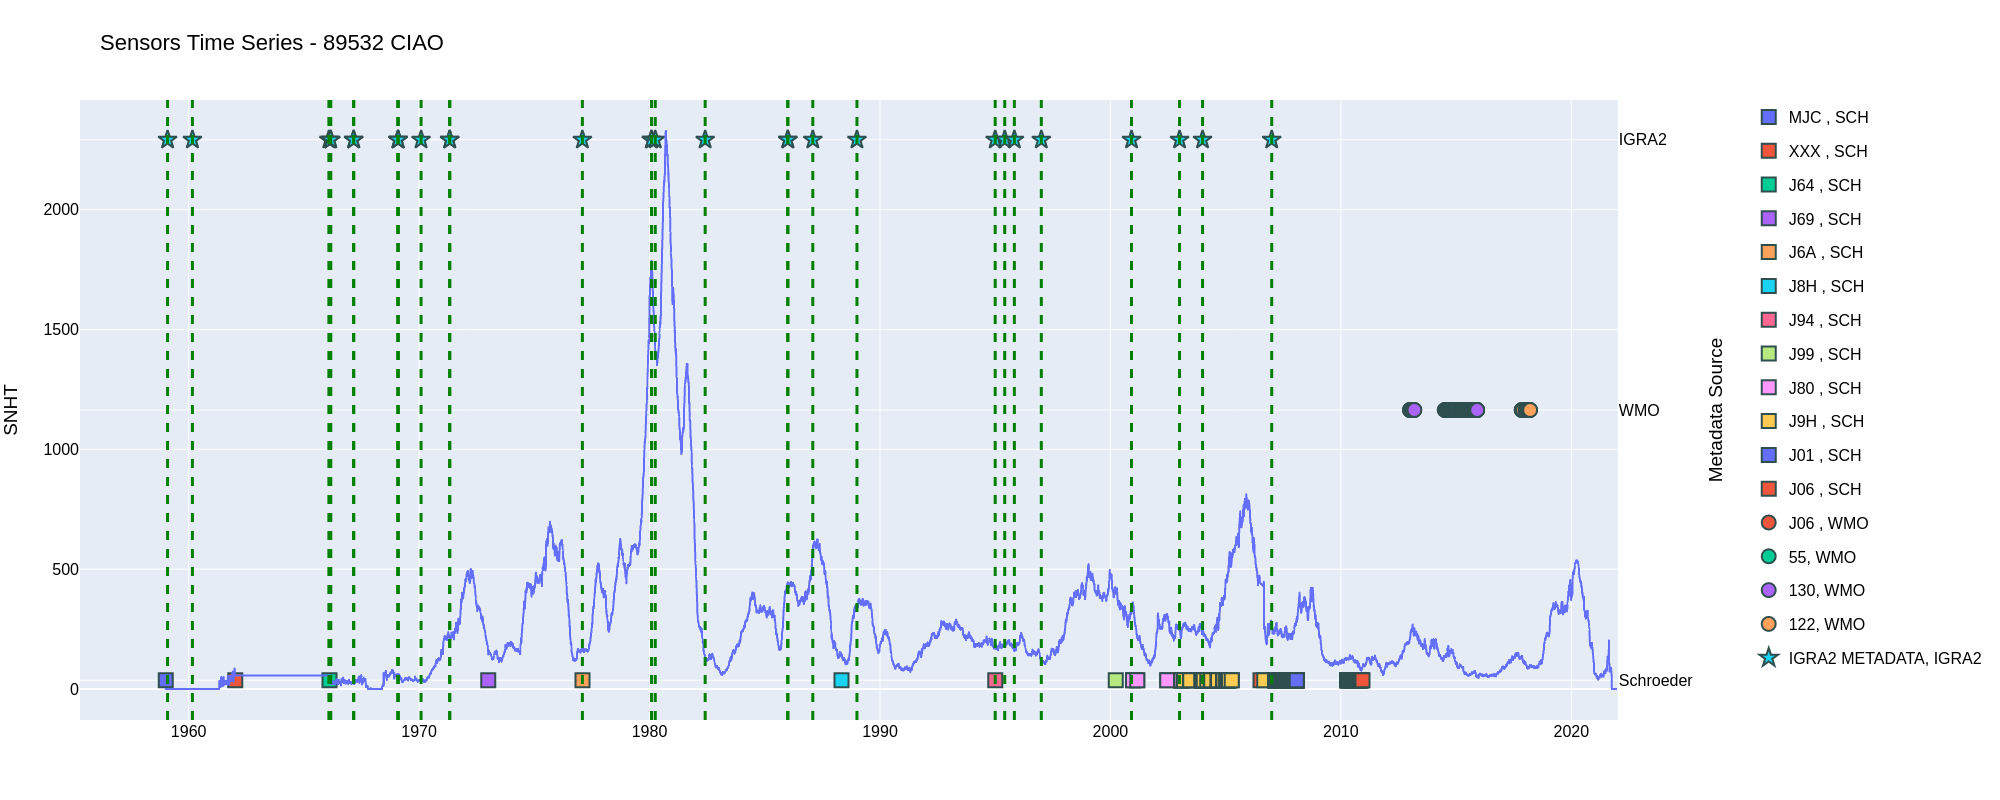 Sensors Time Series - 89532 CIAO
SNHT
2000
1500
1000
500
0
1960
1970
1980
1990
2000
2010
2020
IGRA2
WMO
Schroeder
Metadata Source
MJC , SCH
XXX , SCH
J64 , SCH
J69 , SCH
J6A , SCH
J8H , SCH
J94 , SCH
J99 , SCH
J80 , SCH
J9H , SCH
J01 , SCH
J06 , SCH
J06 , WMO
55, WMO
130, WMO
122, WMO
IGRA2 METADATA, IGRA2